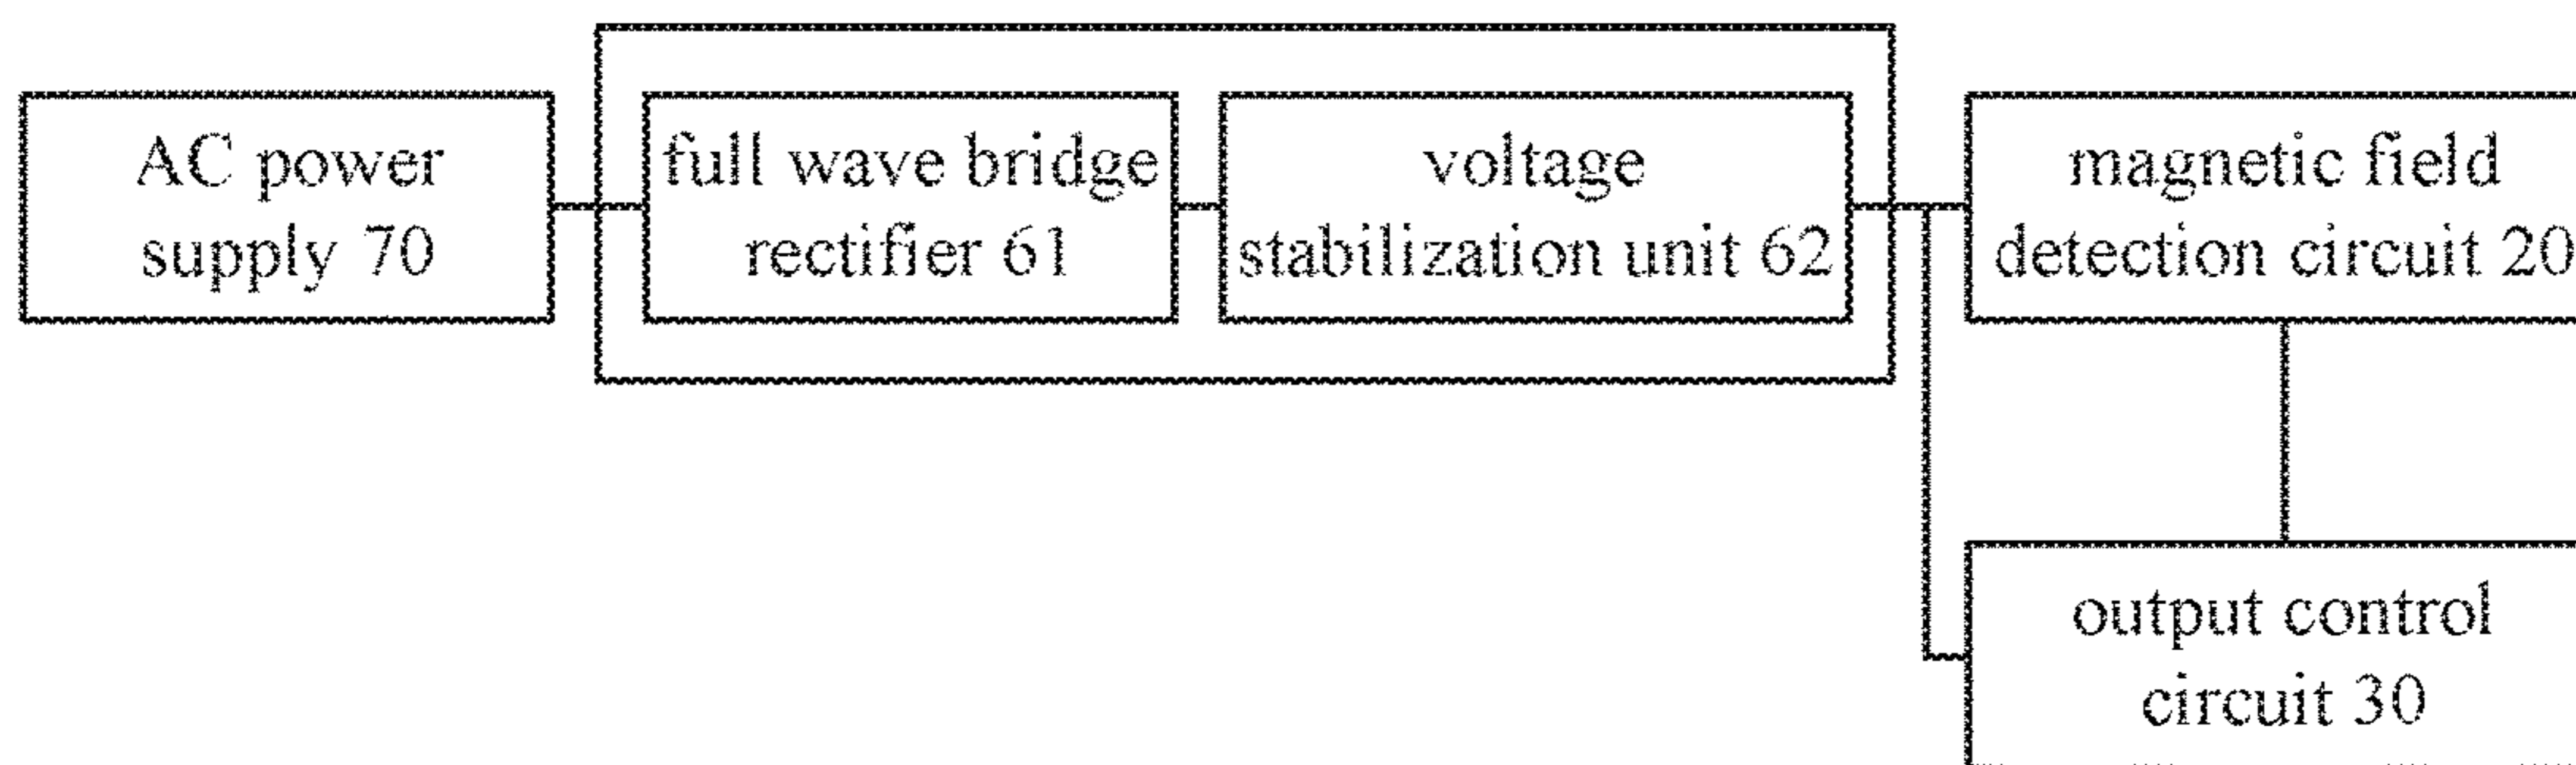 AC power
supply 70
full wave bridge
rectifier 61
voltage
stabilization unit 62
magnetic field
detection circuit 20
output control
circuit 30